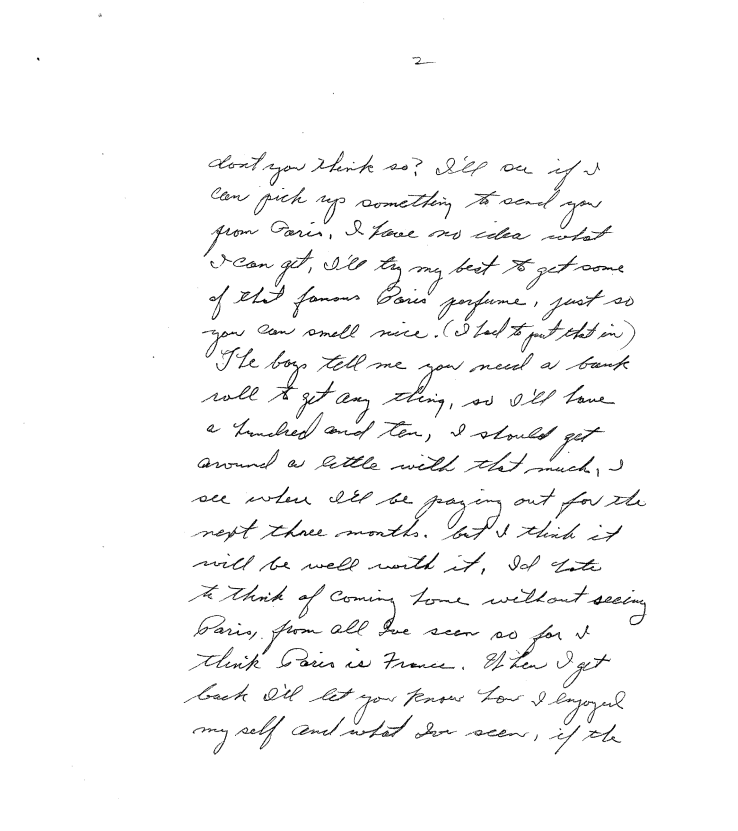 2
dont you think so? I'll see if I
can pick up something to send you
from Paris, I have no idea what
I can get, I'll try my best to get some
of that famous Paris perfume, just so
you can smell nice. (I had to put that in)
The boys tell me you need a bank
roll to get any thing, so I'll have
a hundred and ten, I should get
around a little with that much, I
see where I'll be paying out for the
next three months. but I think it
will be well worth it, I'd hate
to think of coming home without seeing
Paris, from all I've seen so far I
think Paris is France. When I get
back I'll let you know how I enjoyed
my self and what I've seen, if the